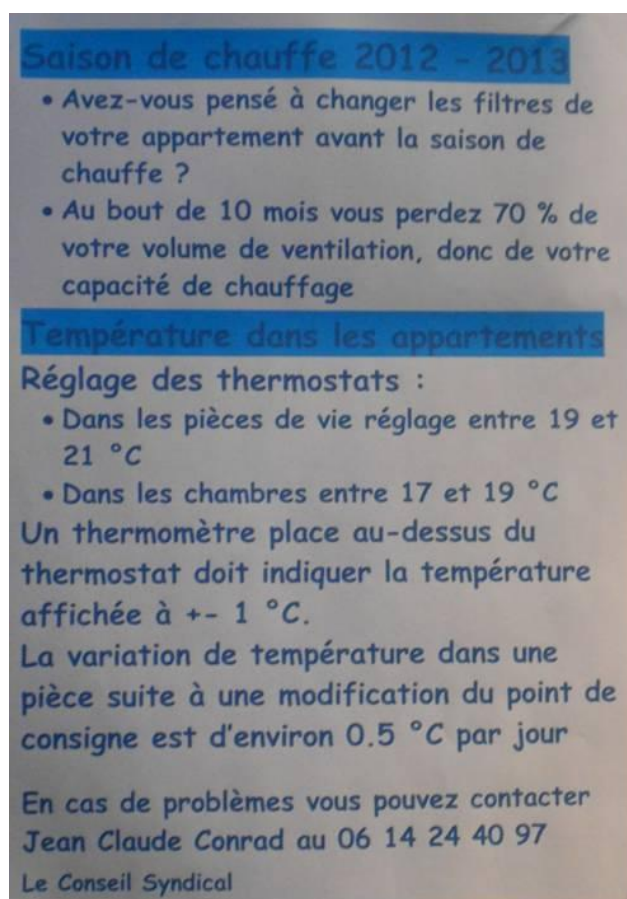 Saison de chauffe 2012 - 2013
• Avez-vous pensé à changer les filtres de
votre appartement avant la saison de
chauffe ?
• Au bout de 10 mois vous perdez 70 % de
votre volume de ventilation, donc de votre
capacité de chauffage
Température dans les appartements
Réglage des thermostats :
• Dans les pièces de vie réglage entre 19 et
21 °C
• Dans les chambres entre 17 et 19 °C
Un thermomètre place au-dessus du
thermostat doit indiquer la température
affichée à +- 1 °C.
La variation de température dans une
pièce suite à une modification du point de
consigne est d'environ 0.5 °C par jour
En cas de problèmes vous pouvez contacter
Jean Claude Conrad au 06 14 24 40 97
Le Conseil Syndical